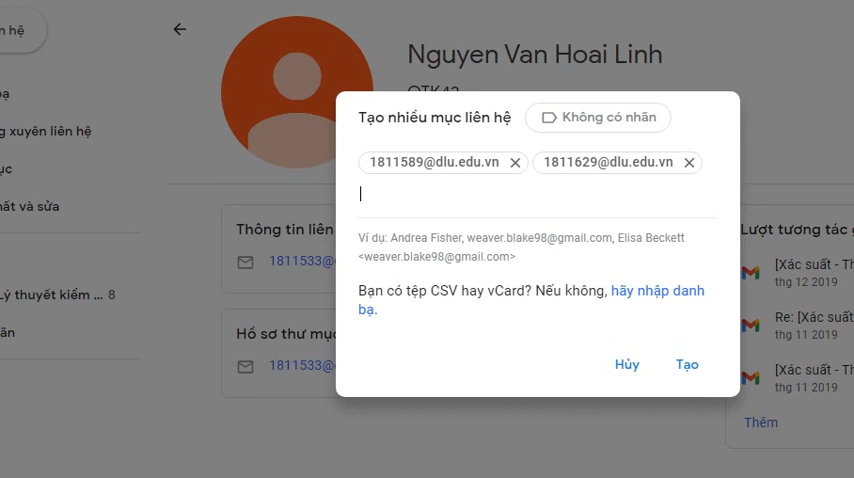 n hệ
Nguyen Van Hoai Linh
Tạo nhiều mục liên hệ
Không có nhãn
g xuyên liên hệ
1811589@dlu.edu.vn
1811629@dlu.edu.vn
ục
hất và sửa
Thông tin liên
Ví dụ: Andrea Fisher, weaver.blake98@gmail.com, Elisa Beckett
<weaver.blake98@gmail.com>
Lượt tương tác g
1811533@
[Xác suất - Th
thg 12 2019
Lý thuyết kiểm ... 8
Bạn có tệp CSV hay vCard? Nếu không, hãy nhập danh
bạ.
Re: [Xác suất
thg 11 2019
ãn
Hồ sơ thư mục
1811533@
Hủy
Tạo
[Xác suất - Th
thg 11 2019
Thêm